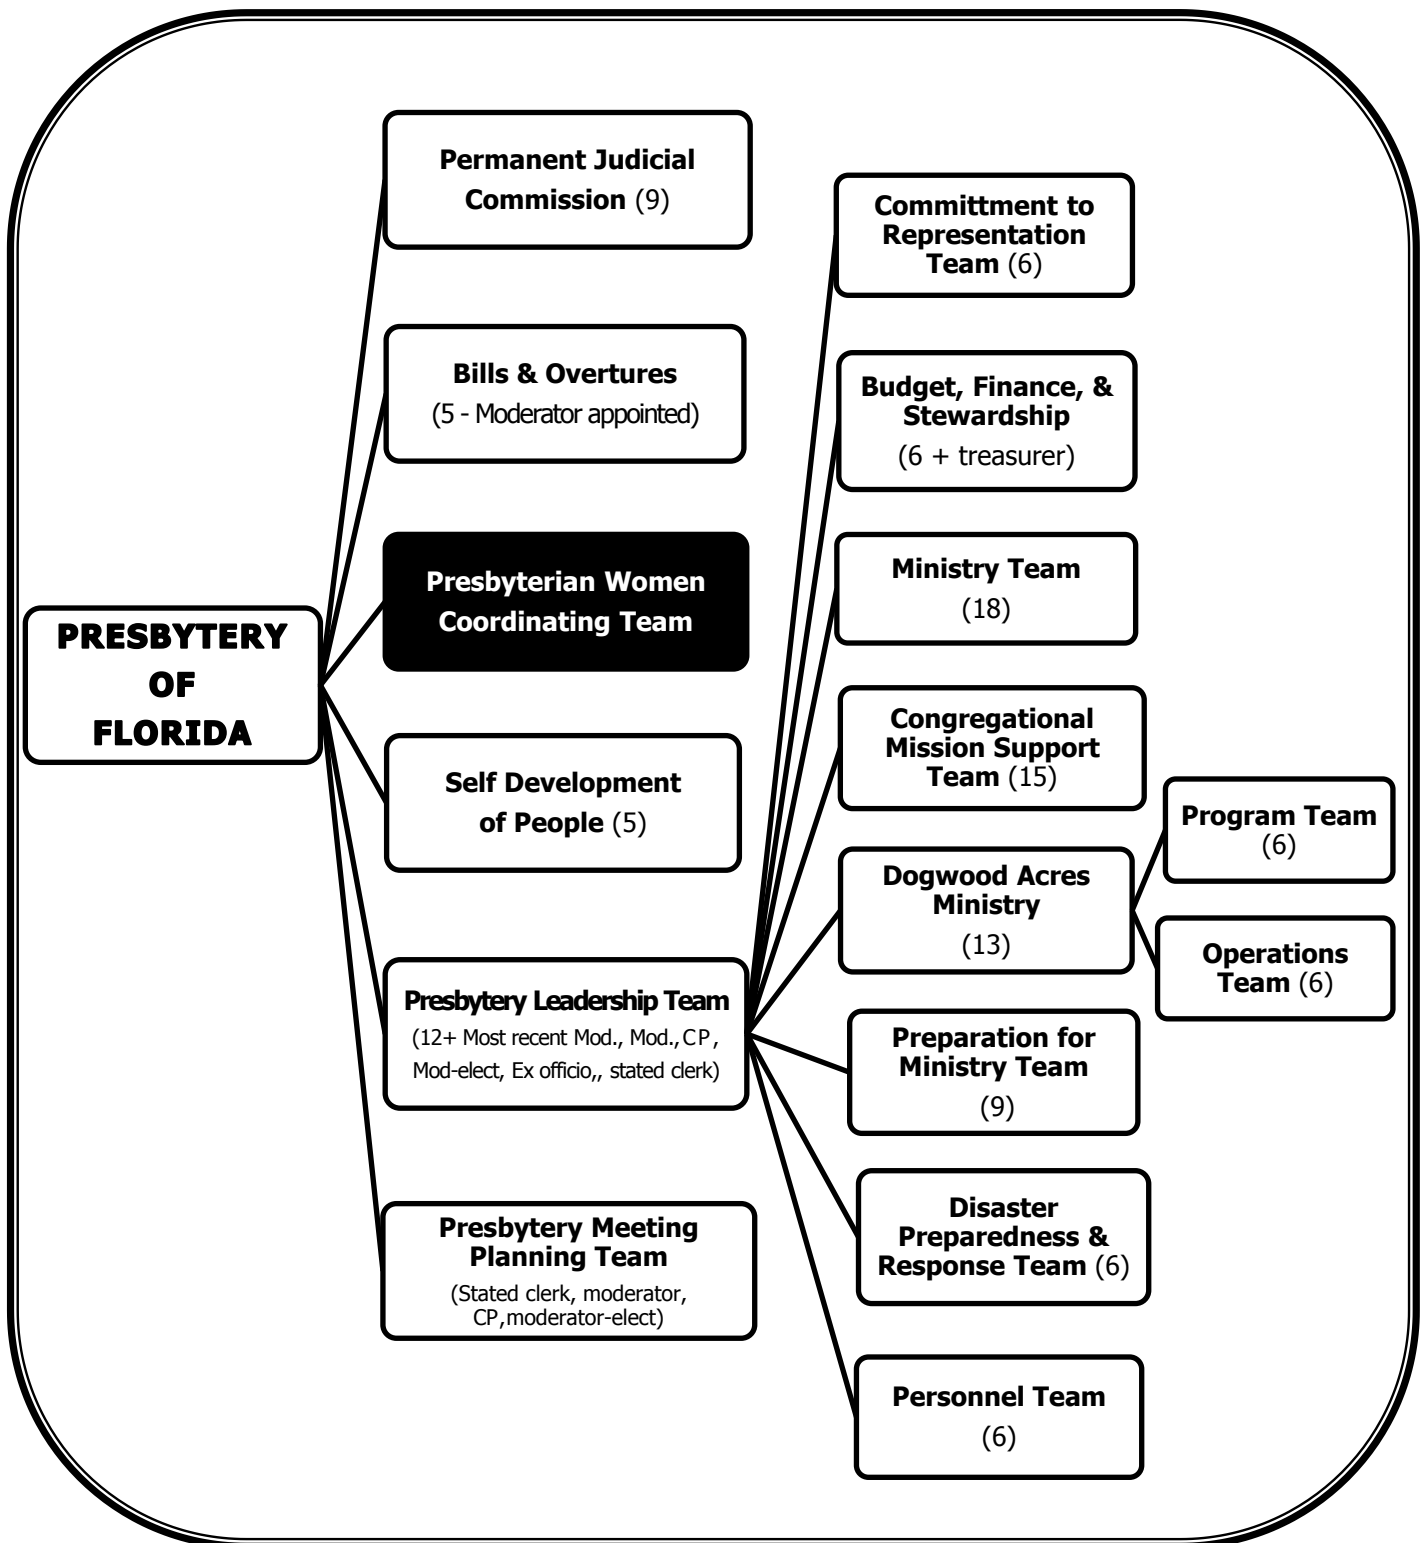 PRESBYTERY
OF
FLORIDA
Permanent Judicial
Commission (9)
Bills & Overtures
(5 - Moderator appointed)
Presbyterian Women
Coordinating Team
Self Development
of People (5)
Presbytery Leadership Team
(12+ Most recent Mod., Mod., CP,
Mod-elect, Ex officio,, stated clerk)
Presbytery Meeting
Planning Team
(Stated clerk, moderator,
CP,moderator-elect)
Committment to
Representation
Team (6)
Budget, Finance, &
Stewardship
(6 + treasurer)
Ministry Team
(18)
Congregational
Mission Support
Team (15)
Dogwood Acres
Ministry
(13)
Preparation for
Ministry Team
(9)
Disaster
Preparedness &
Response Team (6)
Personnel Team
(6)
Program Team
(6)
Operations
Team (6)